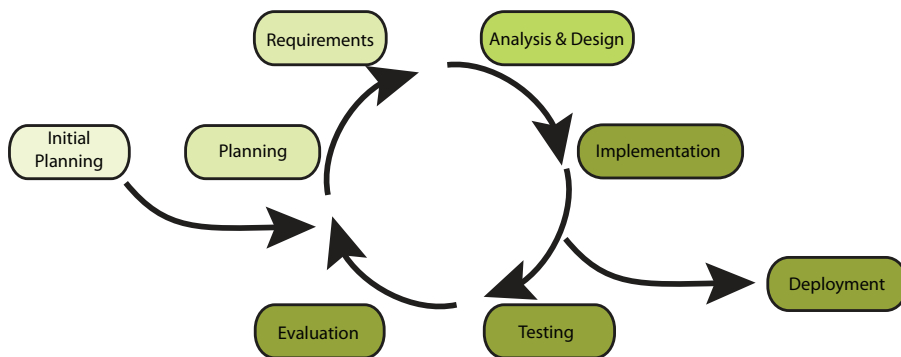 Requirements
Analysis & Design
Initial
Planning
Planning
Implementation
Deployment
Evaluation
Testing